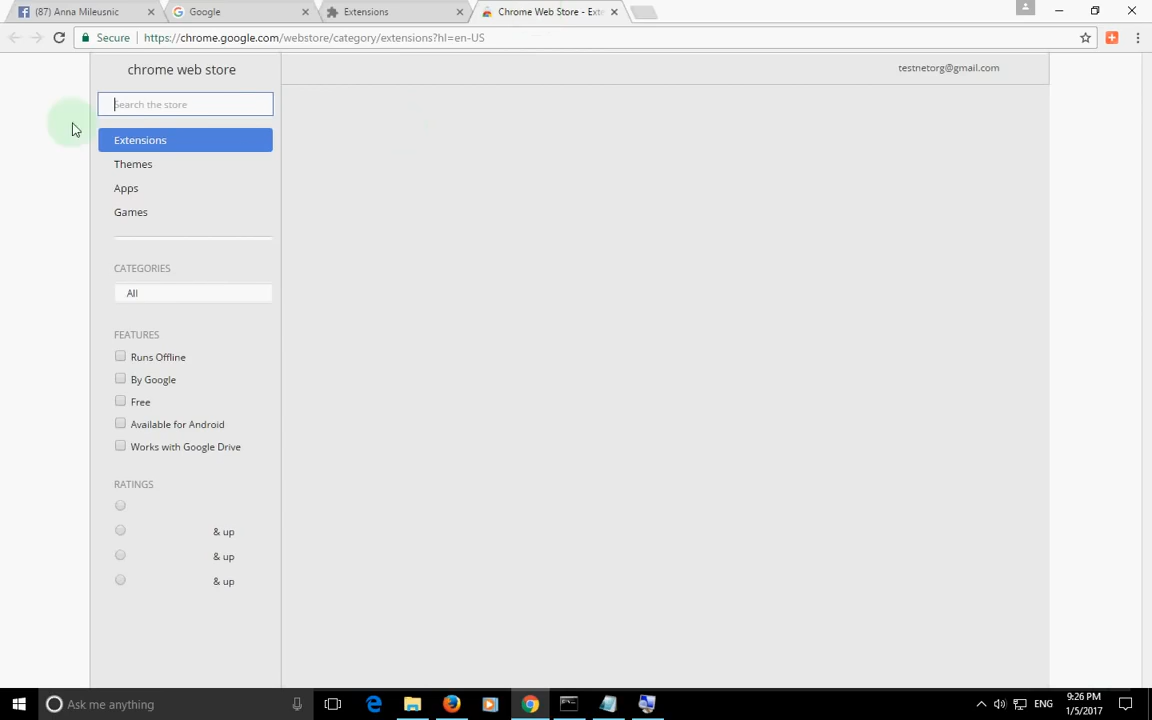 (87) Anna Mileusnic
Google
Extensions
Chrome Web Store - Exte
Secure
https://chrome.google.com/webstore/category/extensions?hl=en-US
chrome web store
testnetorg@gmail.com
Search the store
Extensions
Themes
Apps
Games
CATEGORIES
All
FEATURES
Runs Offline
By Google
Free
Available for Android
Works with Google Drive
RATINGS
& up
& up
& up
Ask me anything
ENG
9:26 PM
1/5/2017